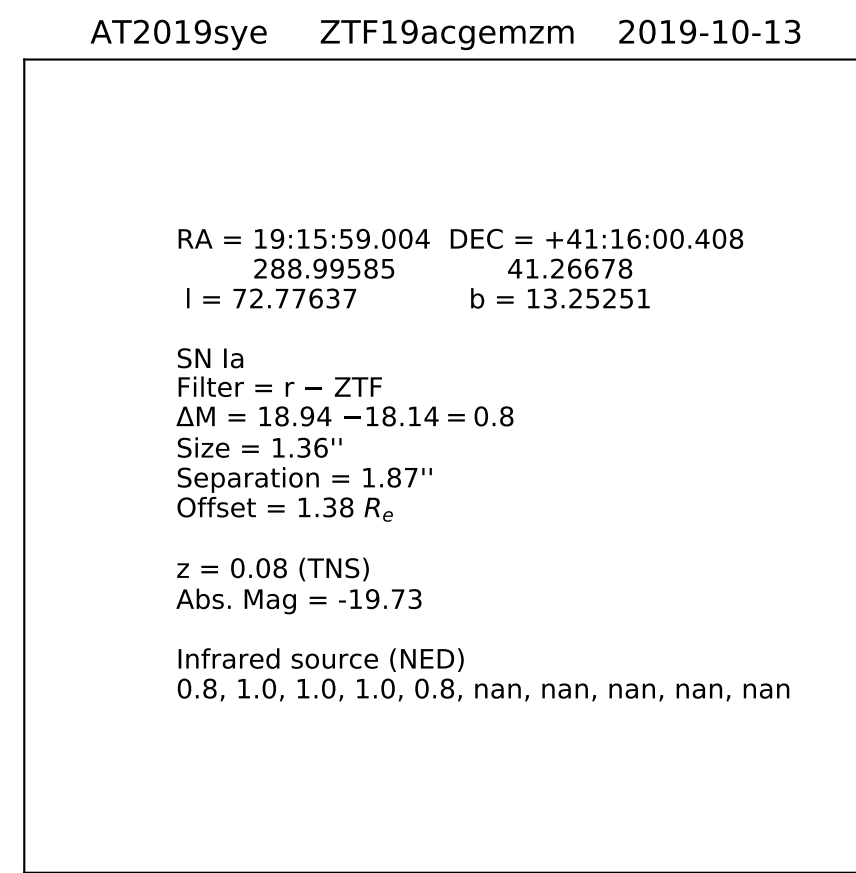 AT2019sye ZTF19acgemzm 2019-10-13
RA = 19:15:59.004 DEC = +41:16:00.408
288.99585 41.26678
l = 72.77637 b = 13.25251
SN Ia
Filter = r − ZTF
ΔM = 18.94 −18.14 = 0.8
Size = 1.36''
Separation = 1.87''
Offset = 1.38 Re
z = 0.08 (TNS)
Abs. Mag = -19.73
Infrared source (NED)
0.8, 1.0, 1.0, 1.0, 0.8, nan, nan, nan, nan, nan